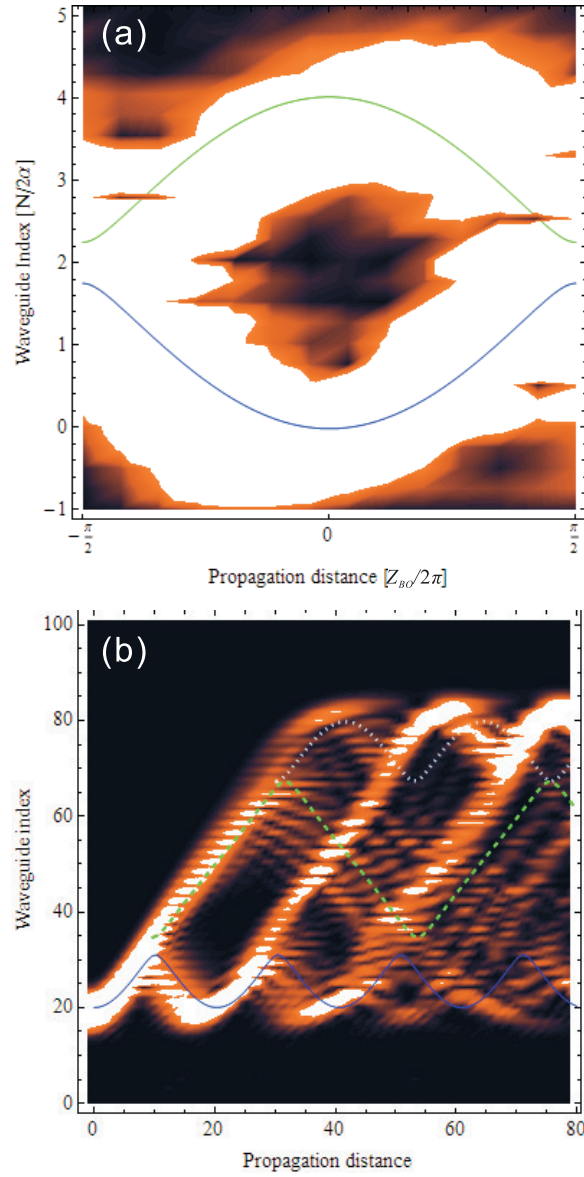 (a)
Waveguide Index [N/2α]
5
4
3
2
1
0
−1
−π/2
0
π/2
Propagation distance [Z_BO/2π]
(b)
Waveguide index
100
80
60
40
20
0
0
20
40
60
80
Propagation distance